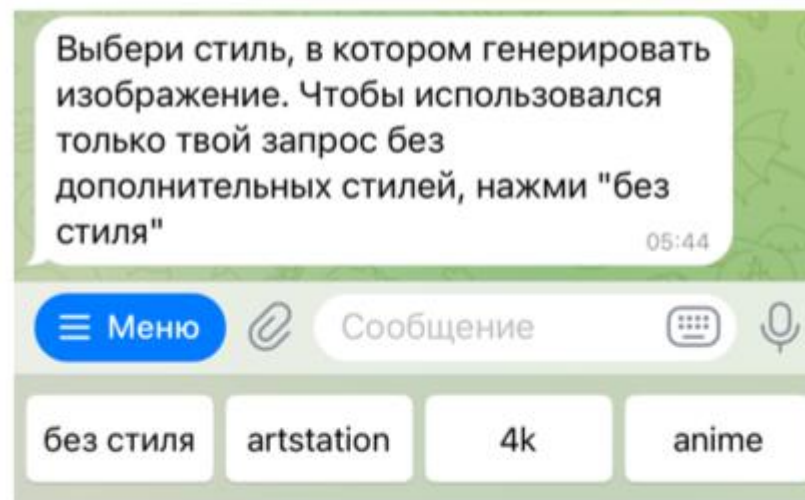 Выбери стиль, в котором генерировать
изображение. Чтобы использовался
только твой запрос без
дополнительных стилей, нажми "без
стиля"
05:44
Меню
Сообщение
без стиля
artstation
4k
anime